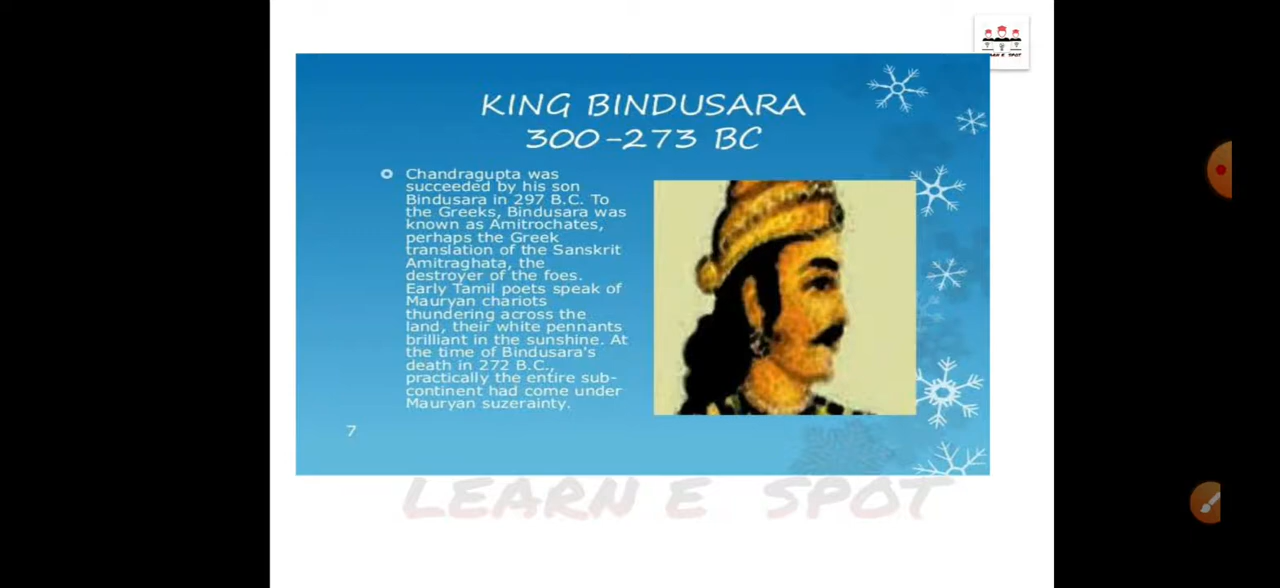 KING BINDUSARA
300-273 BC
Chandragupta was
succeeded by his son
Bindusara in 297 B.C. To
the Greeks, Bindusara was
known as Amitrochates,
perhaps the Greek
translation of the Sanskrit
Amitraghata, the
destroyer of the foes.
Early Tamil poets speak of
Mauryan chariots
thundering across the
land, their white pennants
brilliant in the sunshine. At
the time of Bindusara's
death in 272 B.C.,
practically the entire sub-
continent had come under
Mauryan suzerainty.
7
LEARN E SPOT